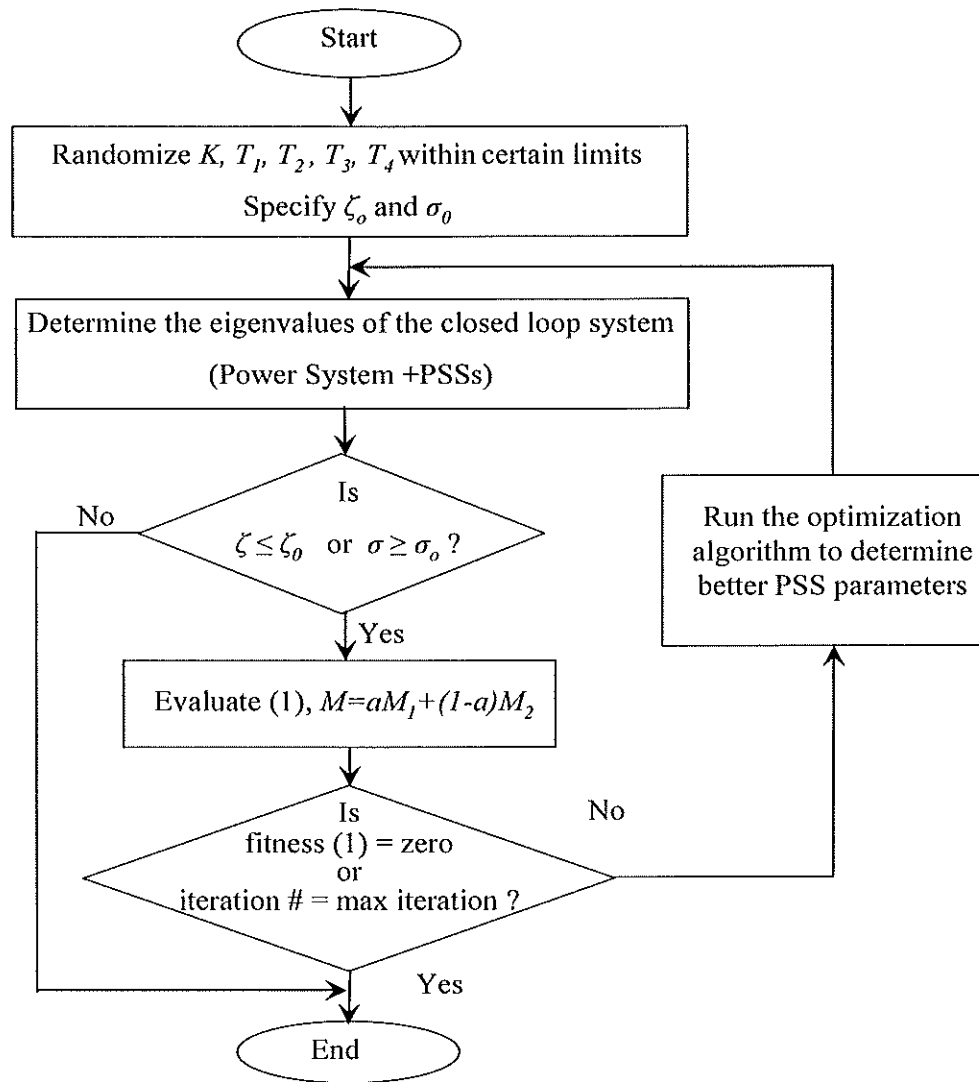 Start
Randomize K, T₁, T₂, T₃, T₄ within certain limits
Specify ζₒ and σ₀
Determine the eigenvalues of the closed loop system
(Power System +PSSs)
Is
ζ ≤ ζ₀ or σ ≥ σₒ ?
No
Yes
Run the optimization
algorithm to determine
better PSS parameters
Evaluate (1), M=aM₁+(1-a)M₂
Is
fitness (1) = zero
or
iteration # = max iteration ?
No
Yes
End